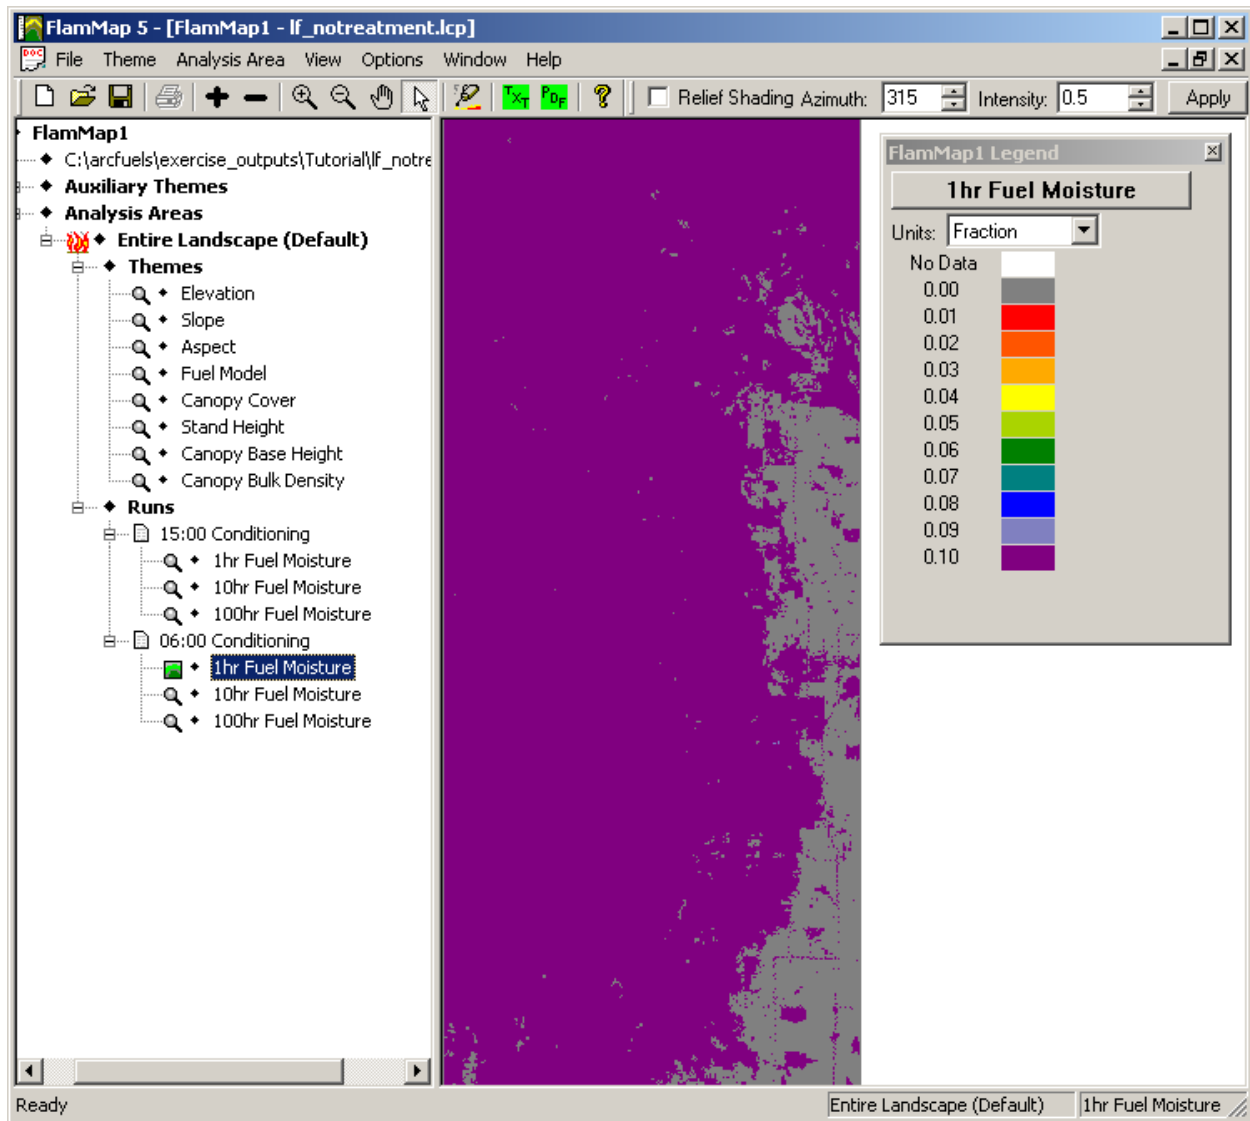 FlamMap 5 - [FlamMap1 - lf_notreatment.lcp]
File Theme Analysis Area View Options Window Help
TXT PDF ? Relief Shading Azimuth: 315 Intensity: 0.5 Apply
FlamMap1
C:\arcfuels\exercise_outputs\Tutorial\lf_notre
Auxiliary Themes
Analysis Areas
Entire Landscape (Default)
Themes
Elevation
Slope
Aspect
Fuel Model
Canopy Cover
Stand Height
Canopy Base Height
Canopy Bulk Density
Runs
15:00 Conditioning
1hr Fuel Moisture
10hr Fuel Moisture
100hr Fuel Moisture
06:00 Conditioning
1hr Fuel Moisture
10hr Fuel Moisture
100hr Fuel Moisture
FlamMap1 Legend
1hr Fuel Moisture
Units: Fraction
No Data
0.00
0.01
0.02
0.03
0.04
0.05
0.06
0.07
0.08
0.09
0.10
Ready Entire Landscape (Default) 1hr Fuel Moisture